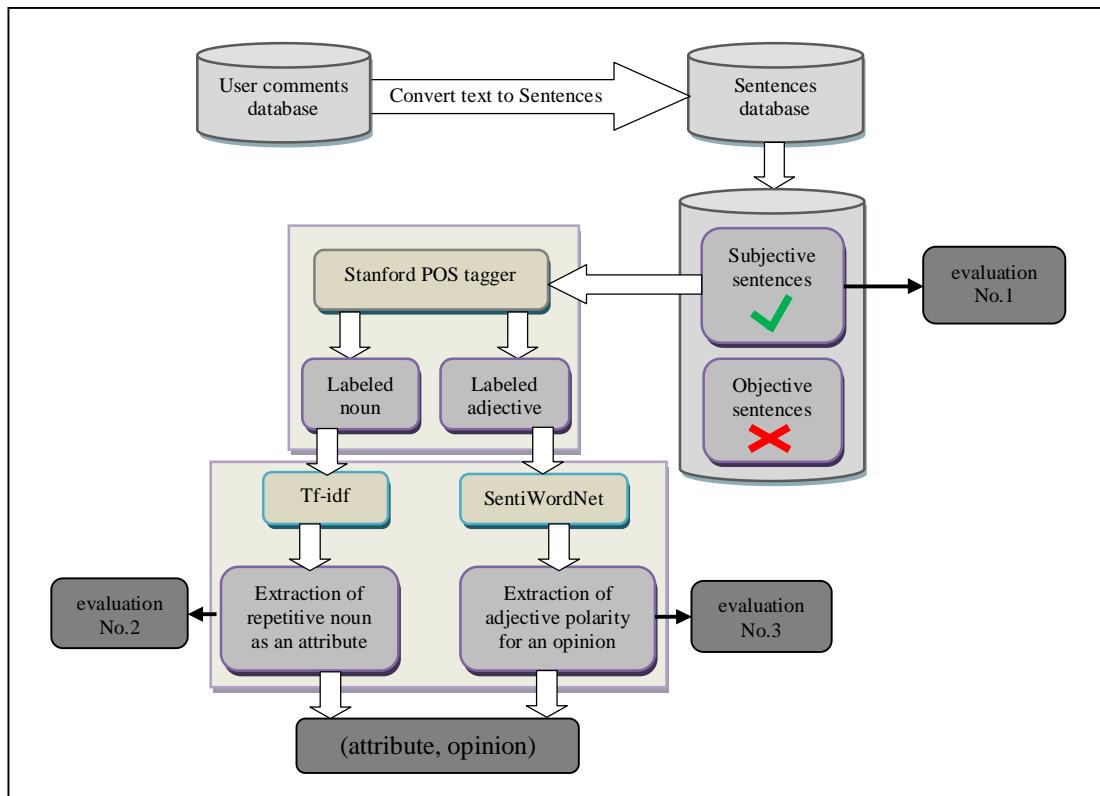 User comments
database
Convert text to Sentences
Sentences
database
Subjective
sentences
evaluation
No.1
Stanford POS tagger
Labeled
noun
Labeled
adjective
Objective
sentences
Tf-idf
SentiWordNet
evaluation
No.2
Extraction of
repetitive noun
as an attribute
Extraction of
adjective polarity
for an opinion
evaluation
No.3
(attribute, opinion)